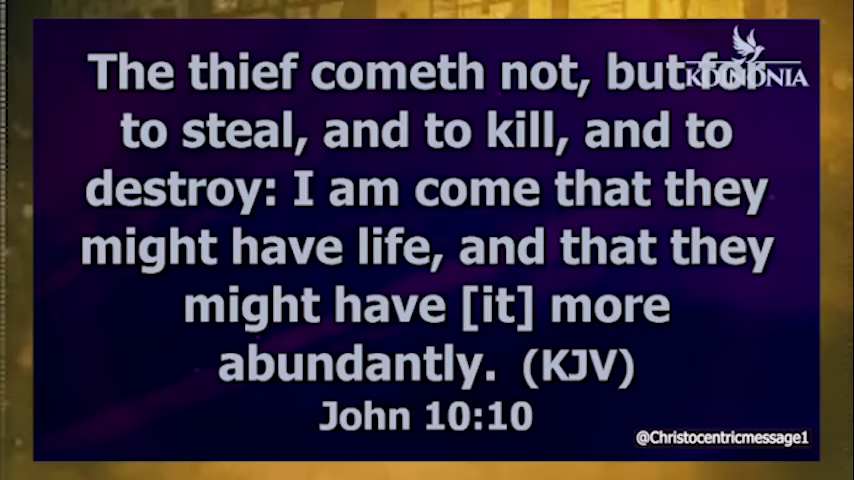 The thief cometh not, but for
to steal, and to kill, and to
destroy: I am come that they
might have life, and that they
might have [it] more
abundantly. (KJV)
John 10:10
KOINONIA
@Christocentricmessage1